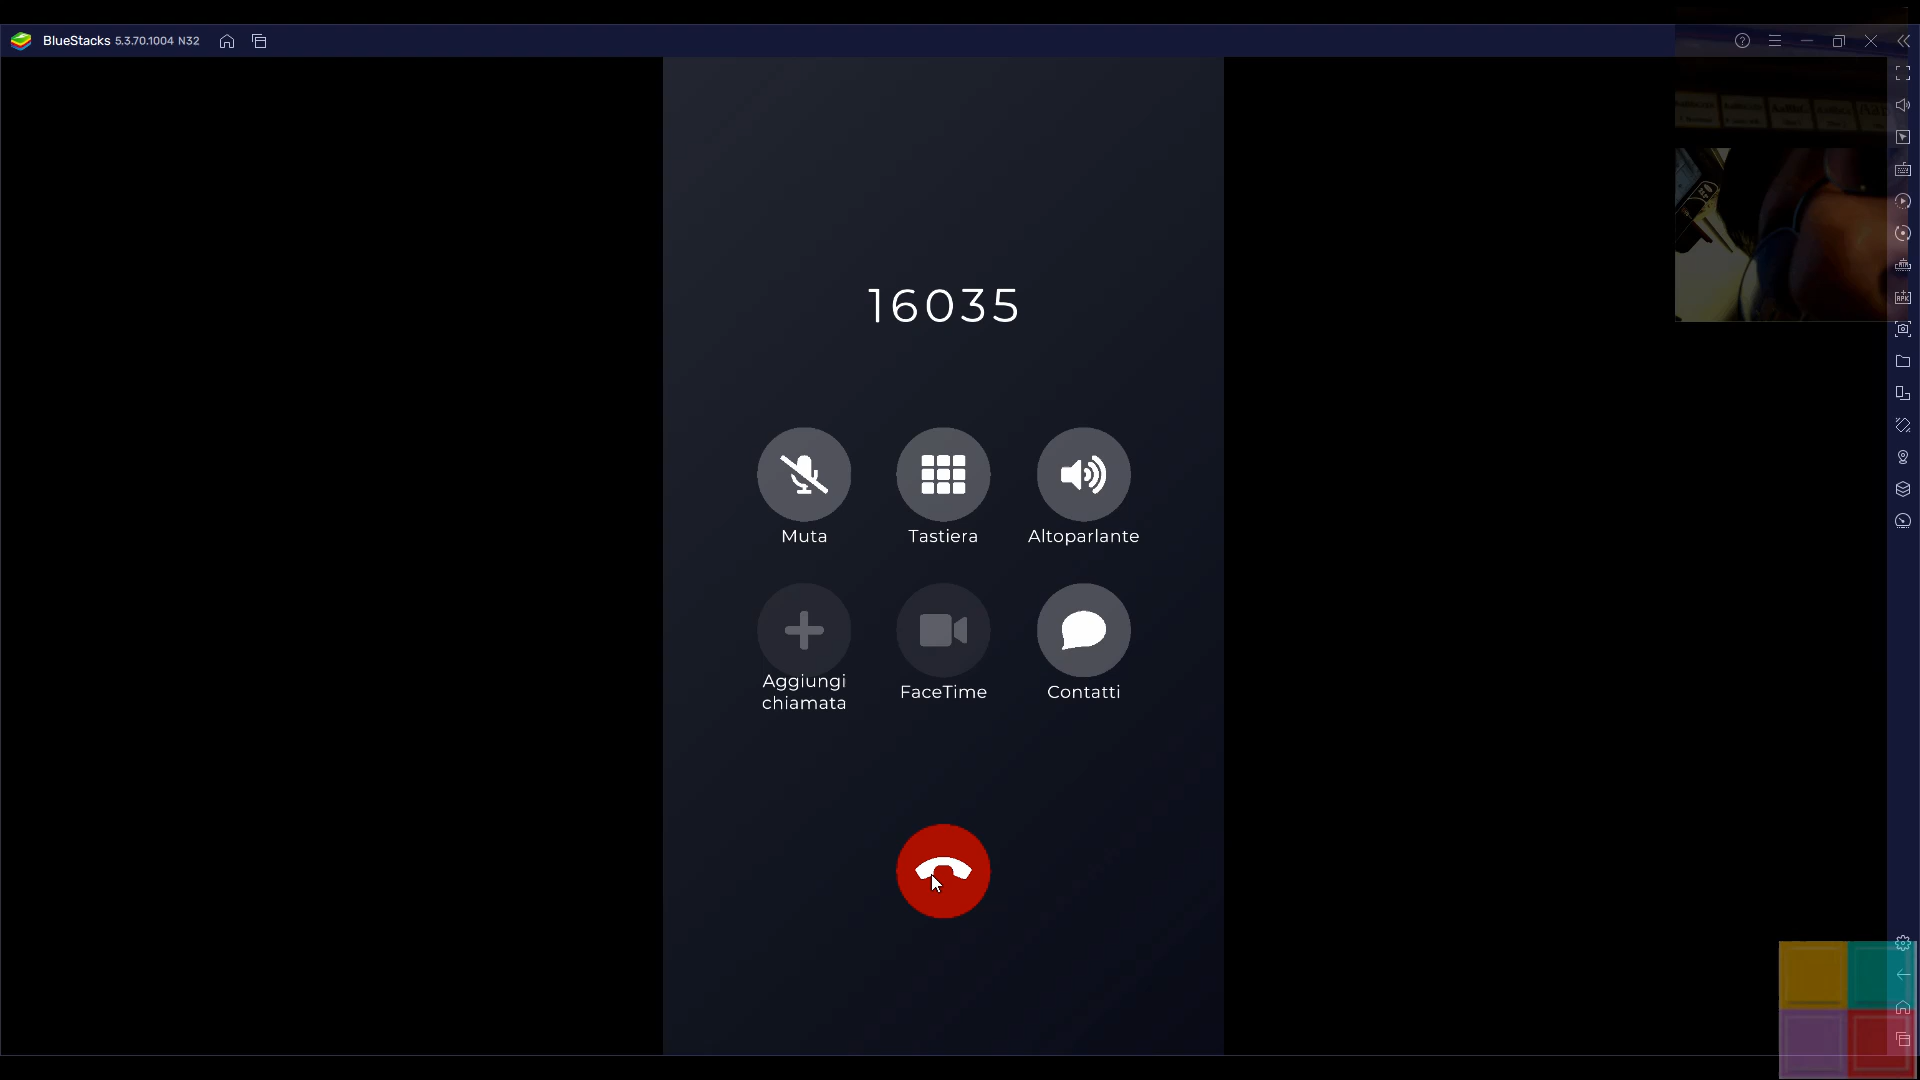 BlueStacks 5.3.70.1004 N32
16035
Muta
Tastiera
Altoparlante
Aggiungi
chiamata
FaceTime
Contatti